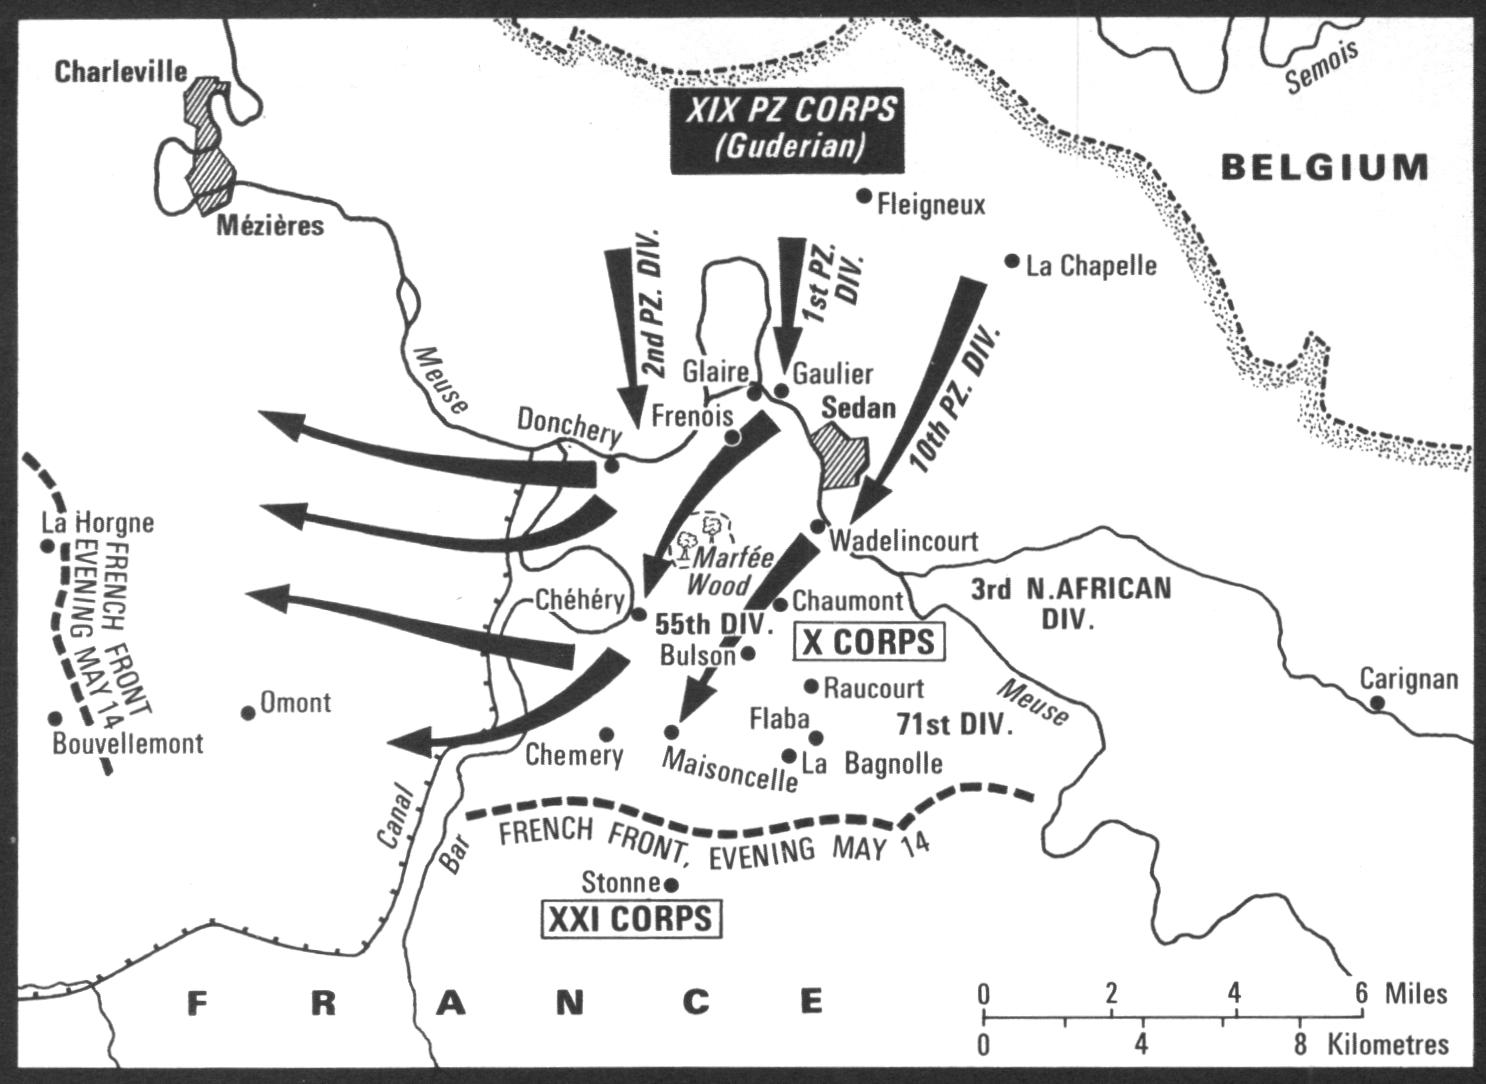 Charleville
Mézières
XIX PZ CORPS
(Guderian)
Semois
BELGIUM
Fleigneux
La Chapelle
2nd PZ. DIV.
1st PZ.
DIV.
10th PZ. DIV.
Meuse
Glaire
Gaulier
Donchery
Frenois
Sedan
La Horgne
FRENCH FRONT
EVENING MAY 14
Marfée
Wood
Wadelincourt
Chéhéry
Chaumont
3rd N. AFRICAN
DIV.
55th DIV.
X CORPS
Bulson
Omont
Raucourt
Meuse
Carignan
Bouvellemont
Flaba
71st DIV.
Chemery
Maisoncelle
La Bagnolle
Canal
Bar
FRENCH FRONT, EVENING MAY 14
Stonne
XXI CORPS
FRANCE
0 2 4 6 Miles
0 4 8 Kilometres